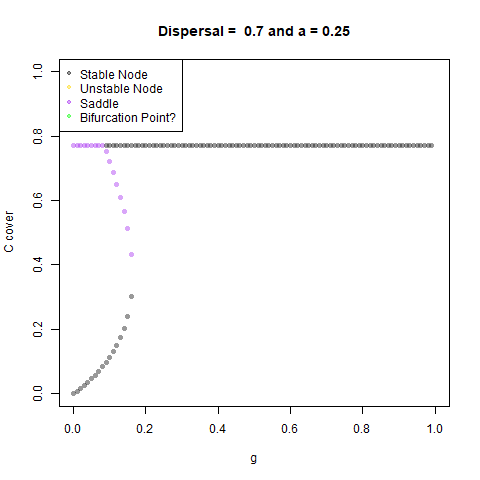 Dispersal =  0.7 and a = 0.25
Stable Node
Unstable Node
Saddle
Bifurcation Point?
C cover
1.0
0.8
0.6
0.4
0.2
0.0
0.0 0.2 0.4 0.6 0.8 1.0
g